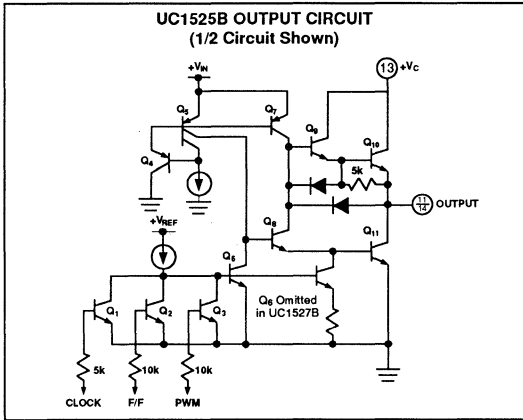 UC1525B OUTPUT CIRCUIT
(1/2 Circuit Shown)
+VIN
13 +VC
Q5
Q7
Q9
Q10
Q4
5k
11/14 OUTPUT
+VREF
Q8
Q11
Q6
Q1
Q2
Q3
Q6 Omitted
in UC1527B
5k
10k
10k
CLOCK
F/F
PWM